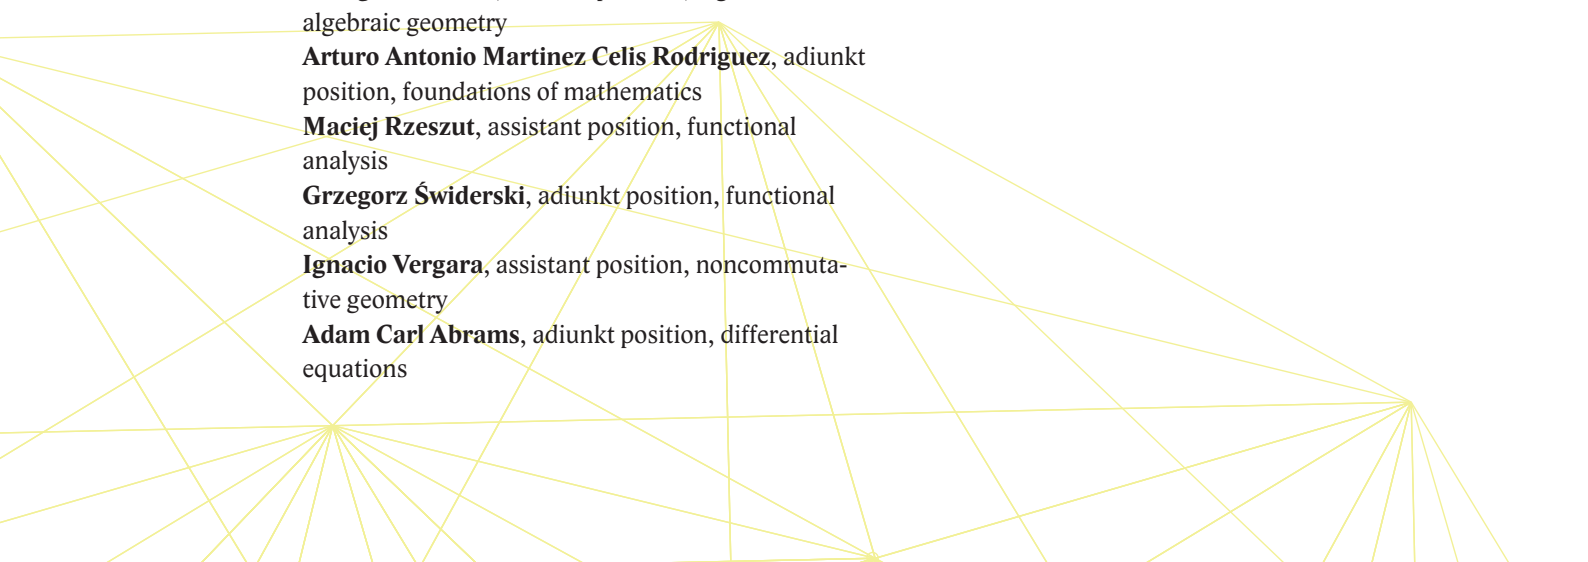 algebraic geometry
Arturo Antonio Martinez Celis Rodriguez, adiunkt
position, foundations of mathematics
Maciej Rzeszut, assistant position, functional
analysis
Grzegorz Świderski, adiunkt position, functional
analysis
Ignacio Vergara, assistant position, noncommuta-
tive geometry
Adam Carl Abrams, adiunkt position, differential
equations